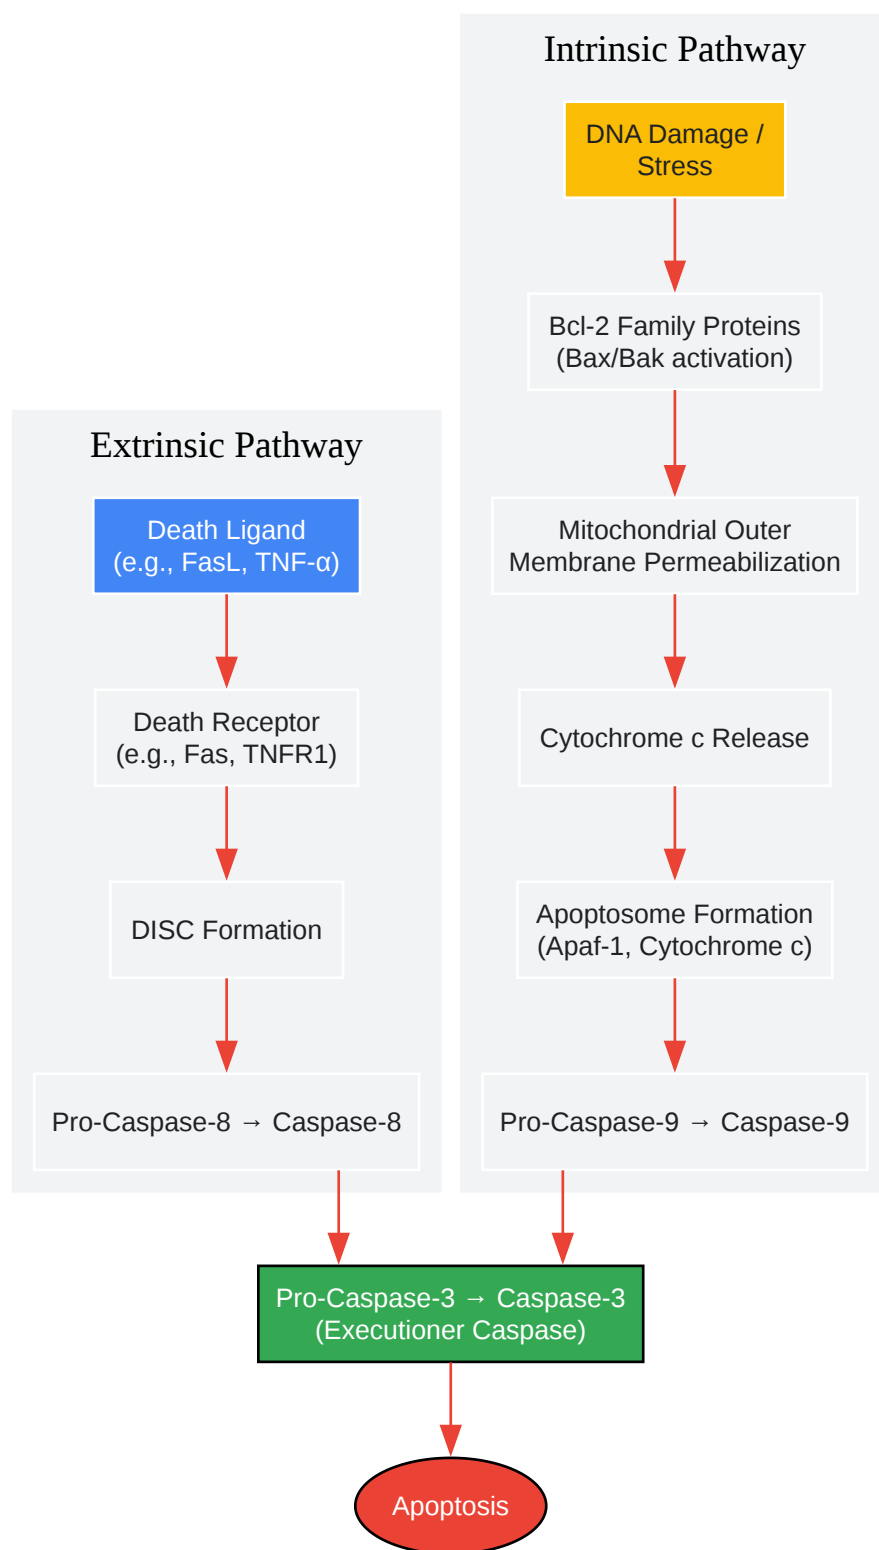 Intrinsic Pathway
DNA Damage /
Stress
Bcl-2 Family Proteins
(Bax/Bak activation)
Mitochondrial Outer
Membrane Permeabilization
Cytochrome c Release
Apoptosome Formation
(Apaf-1, Cytochrome c)
Pro-Caspase-9 → Caspase-9
Extrinsic Pathway
Death Ligand
(e.g., FasL, TNF-α)
Death Receptor
(e.g., Fas, TNFR1)
DISC Formation
Pro-Caspase-8 → Caspase-8
Pro-Caspase-3 → Caspase-3
(Executioner Caspase)
Apoptosis